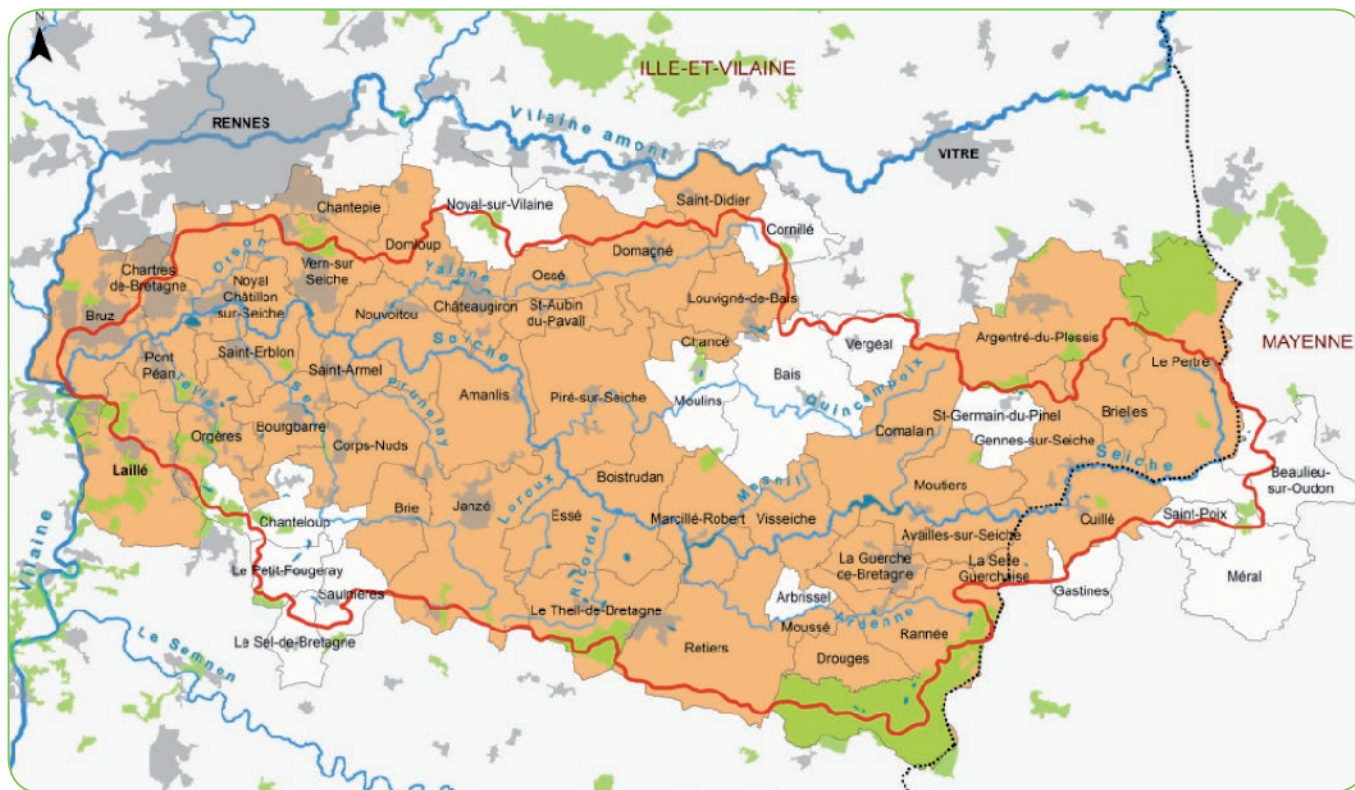 N
ILLE-ET-VILAINE
RENNES
Vilaine amont
VITRE
Chantepie
Noyal-sur-Vilaine
Saint-Didier
Cornillé
Domloup
Domagné
Orson
Vern-sur
Seiche
Yaigne
Ossé
Chartres
de-Bretagne
Noyal
Châtillon
sur-Seiche
Châteaugiron
St-Aubin
du-Pavail
Louvigné-de-Bais
Bruz
Nouvoitou
Seiche
Chancé
Vergéal
Argentré-du-Plessis
MAYENNE
Le Pertre
Pont
Péan
Saint-Erblon
Saint-Armel
Bais
Moulins
Quincampoix
Amanlis
Piré-sur-Seiche
St-Germain-du-Pinel
Brielles
Orgères
Bourgbarré
Corps-Nuds
Domalain
Gennes-sur-Seiche
Laillé
Seiche
Beaulieu-
sur-Oudon
Boistrudan
Mesnil
Moutiers
Brie
Janzé
Loroux
Essé
Marcillé-Robert
Visseiche
Cuillé
Saint-Poix
Chanteloup
Availles-sur-Seiche
Ricordel
La Guerche
de-Bretagne
La Selle
Guerchaise
Le Petit-Fougeray
Vilaine
Saulnières
Arbrissel
Gastines
Méral
Le Theil-de-Bretagne
Moussé
Ardenne
Rannée
Le Sel-de-Bretagne
Le Semnon
Retiers
Drouges